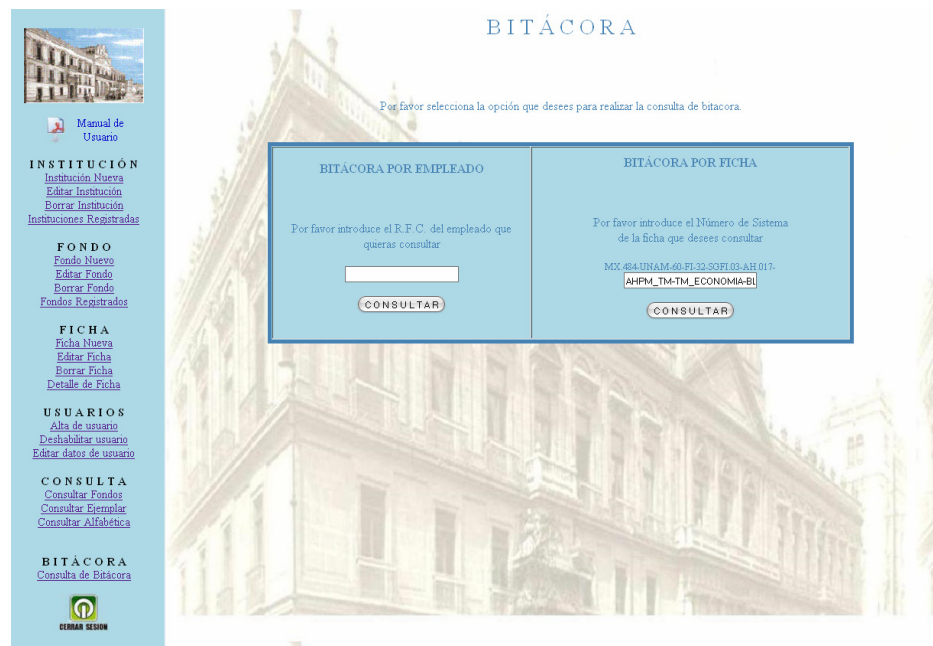 Manual de
Usuario
INSTITUCIÓN
Institución Nueva
Editar Institución
Borrar Institución
Instituciones Registradas
FONDO
Fondo Nuevo
Editar Fondo
Borrar Fondo
Fondos Registrados
FICHA
Ficha Nueva
Editar Ficha
Borrar Ficha
Detalle de Ficha
USUARIOS
Alta de usuario
Deshabilitar usuario
Editar datos de usuario
CONSULTA
Consultar Fondos
Consultar Ejemplar
Consultar Alfabética
BITÁCORA
Consulta de Bitácora
CERRAR SESION
BITÁCORA
Por favor selecciona la opción que desees para realizar la consulta de bitacora.
BITÁCORA POR EMPLEADO
Por favor introduce el R.F.C. del empleado que
quieras consultar
CONSULTAR
BITÁCORA POR FICHA
Por favor introduce el Número de Sistema
de la ficha que desees consultar
MX.484-UNAM-60-FI-32-SGFI.03-AH.017-
AHPM_TM-TM_ECONOMIA-BL
CONSULTAR